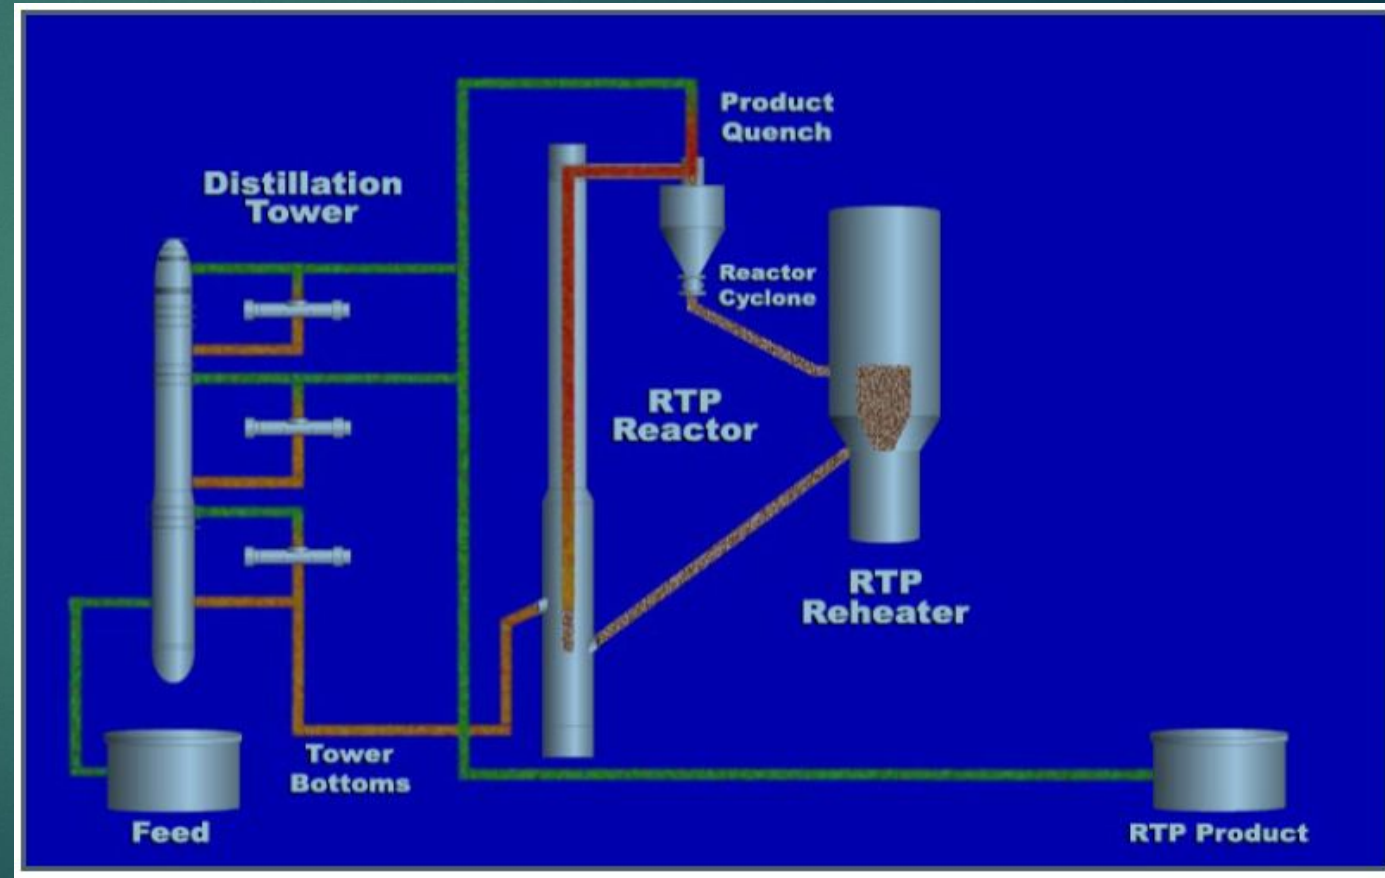 Product
Quench
Distillation
Tower
Reactor
Cyclone
RTP
Reactor
RTP
Reheater
Tower
Bottoms
Feed
RTP Product